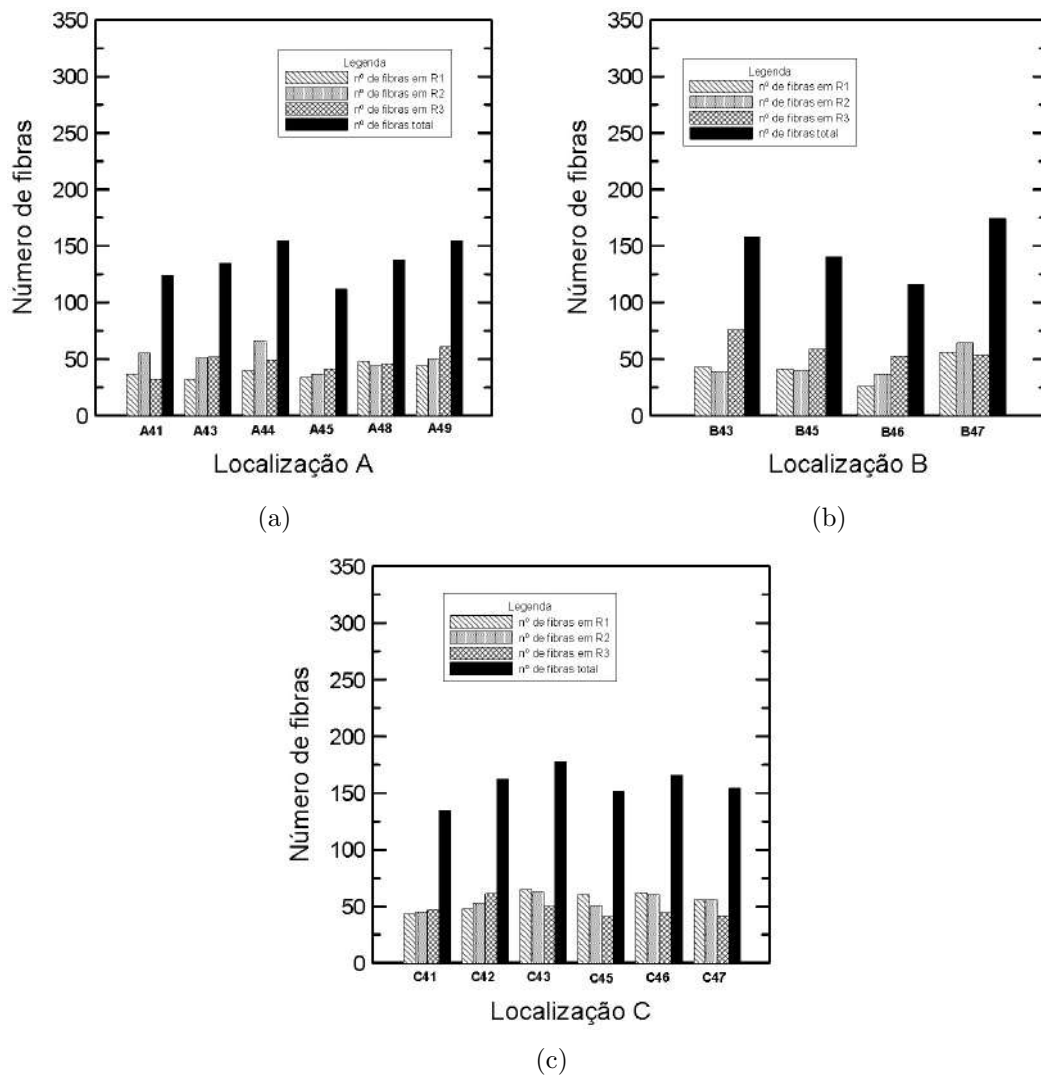 350
300
250
200
150
100
50
0
Número de fibras
Legenda
nº de fibras em R1
nº de fibras em R2
nº de fibras em R3
nº de fibras total
A41 A43 A44 A45 A48 A49
Localização A
(a)
350
300
250
200
150
100
50
0
Número de fibras
Legenda
nº de fibras em R1
nº de fibras em R2
nº de fibras em R3
nº de fibras total
B43 B45 B46 B47
Localização B
(b)
350
300
250
200
150
100
50
0
Número de fibras
Legenda
nº de fibras em R1
nº de fibras em R2
nº de fibras em R3
nº de fibras total
C41 C42 C43 C45 C46 C47
Localização C
(c)